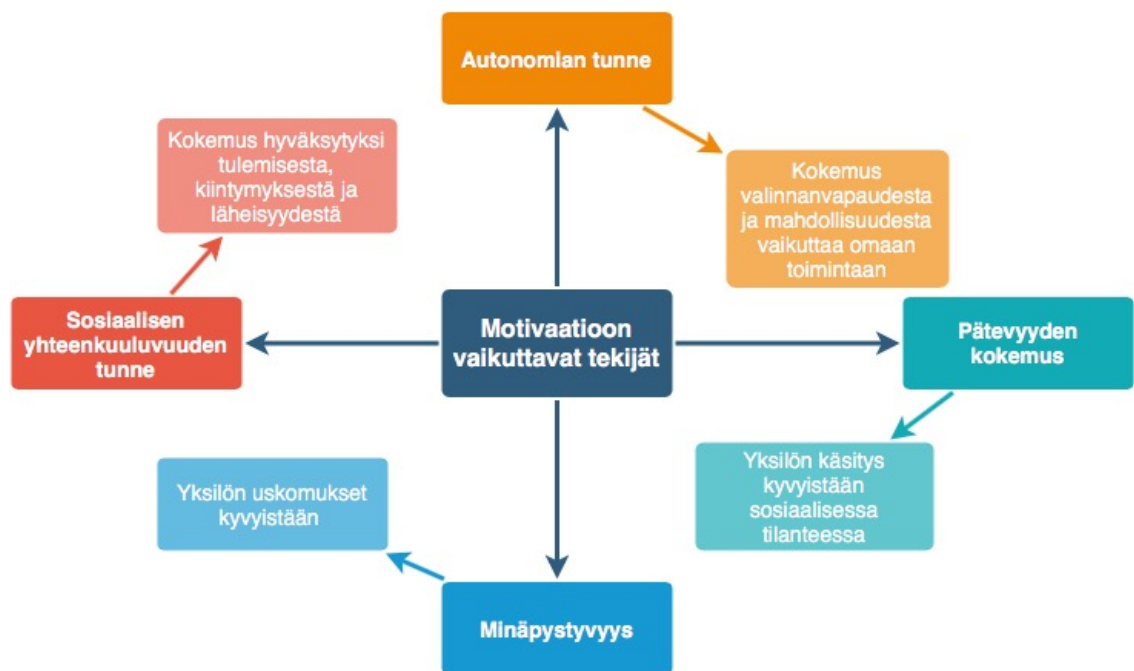 Autonomian tunne
Kokemus hyväksytyksi
tulemisesta,
kiintymyksestä ja
läheisyydestä
Kokemus
valinnanvapaudesta
ja mahdollisuudesta
vaikuttaa omaan
toimintaan
Sosiaalisen
yhteenkuuluvuuden
tunne
Motivaatioon
vaikuttavat tekijät
Pätevyyden
kokemus
Yksilön uskomukset
kyvyistään
Yksilön käsitys
kyvyistään
sosiaalisessa
tilanteessa
Minäpystyvyys